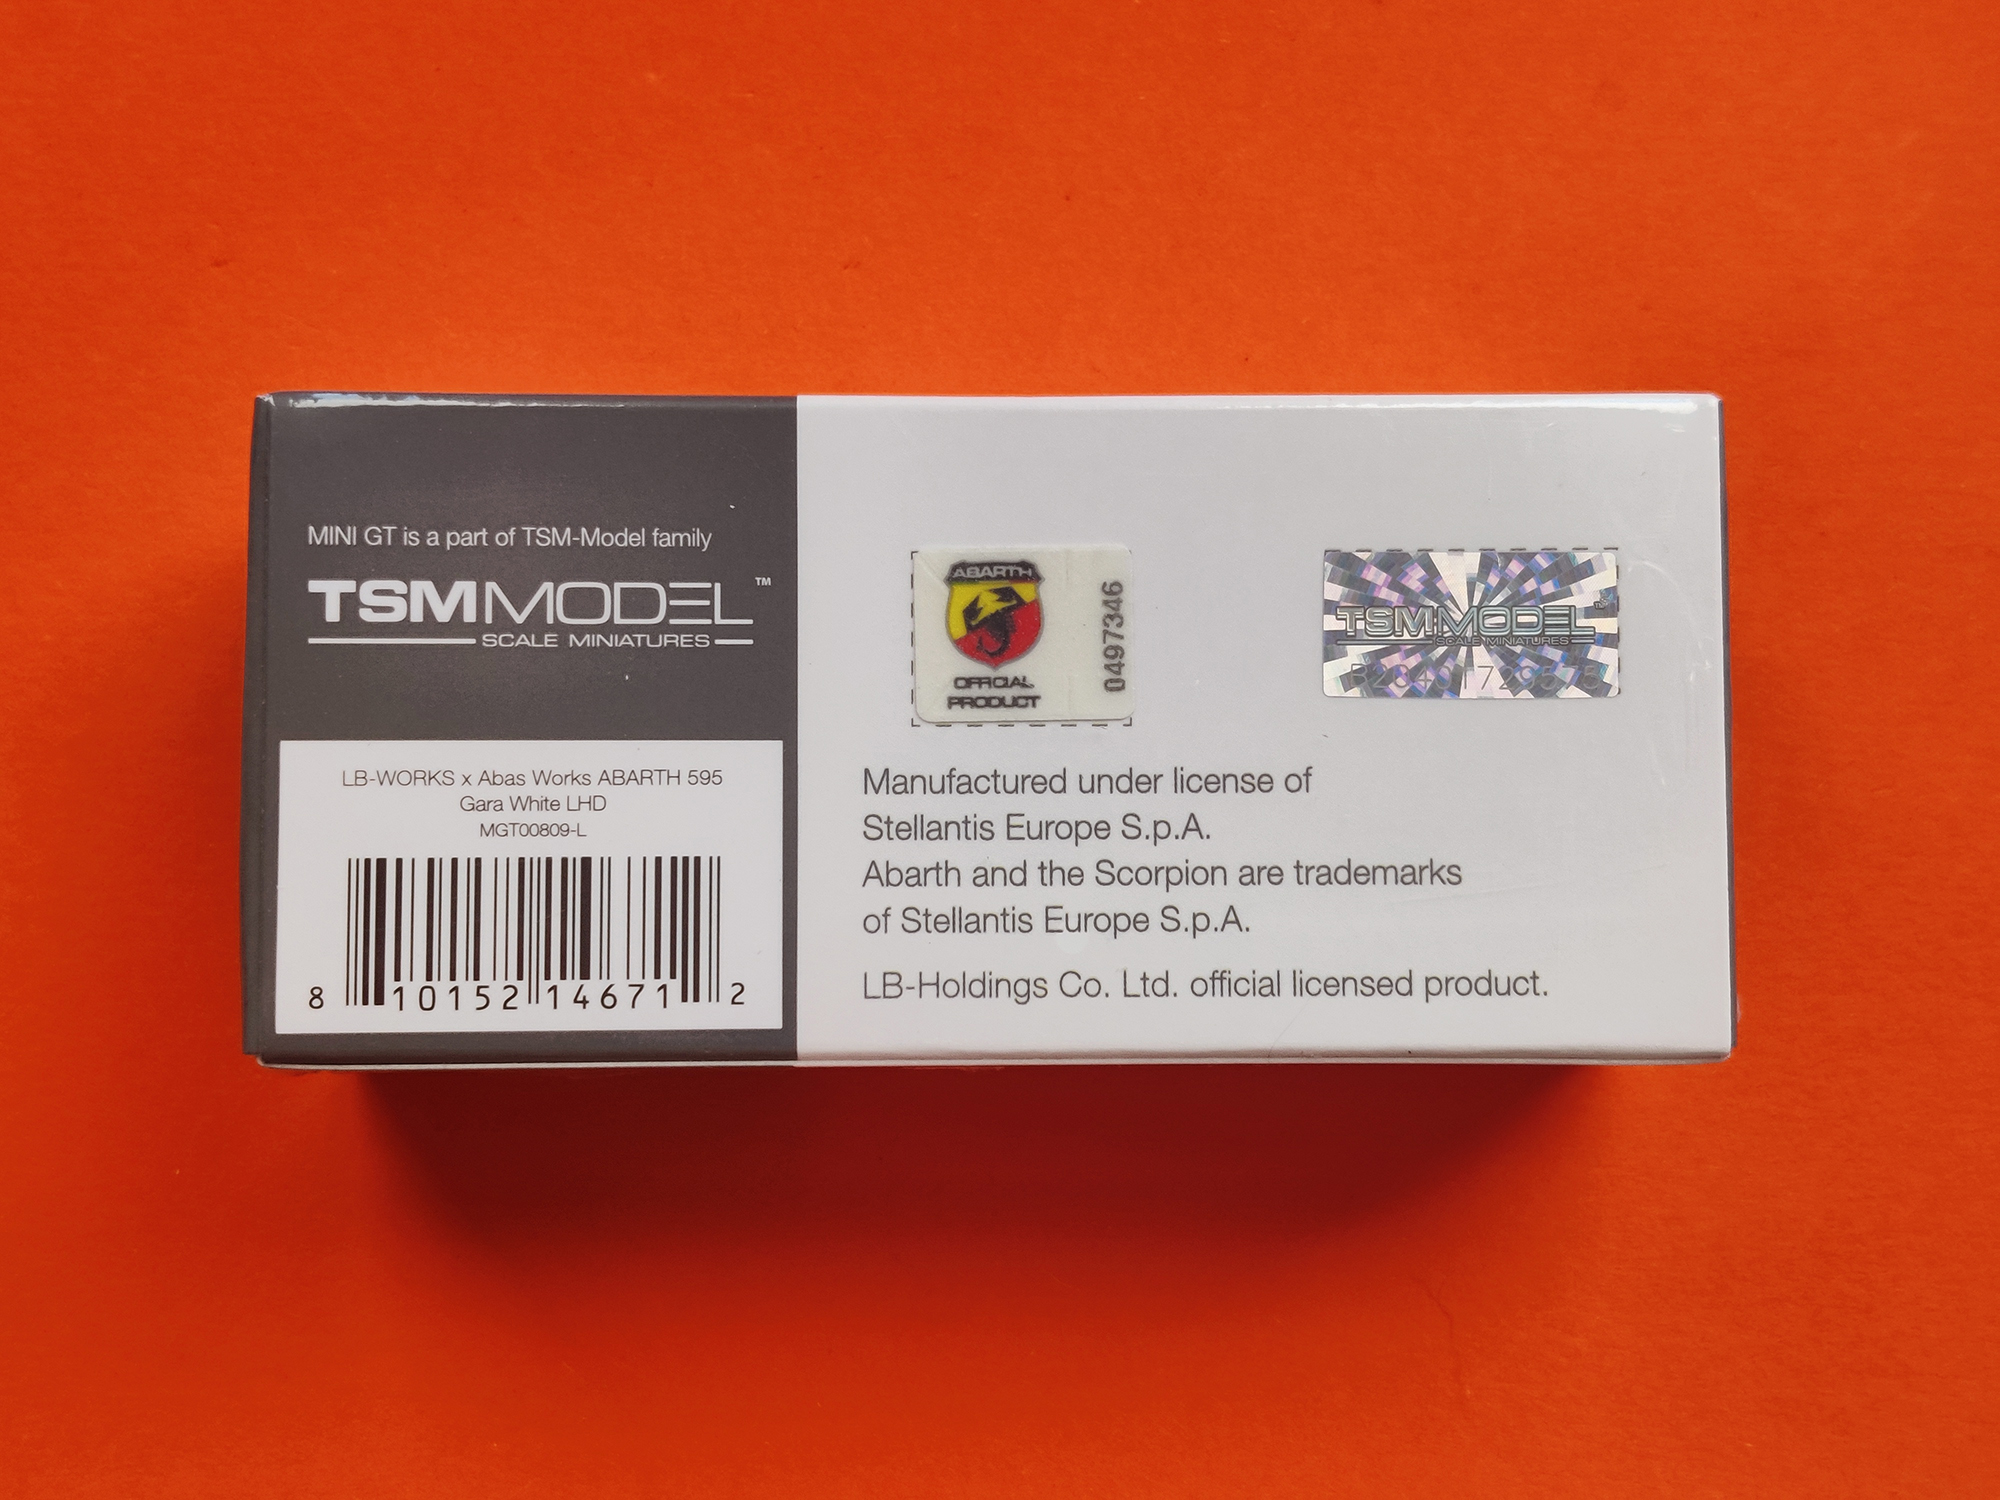 MINI GT is a part of TSM-Model family
TSMMODEL™
SCALE MINIATURES
LB-WORKS x Abas Works ABARTH 595
Gara White LHD
MGT00809-L
8 10152 14671 2
ABARTH
OFFICIAL
PRODUCT
0497346
TSMMODEL™
SCALE MINIATURES
Manufactured under license of
Stellantis Europe S.p.A.
Abarth and the Scorpion are trademarks
of Stellantis Europe S.p.A.
LB-Holdings Co. Ltd. official licensed product.